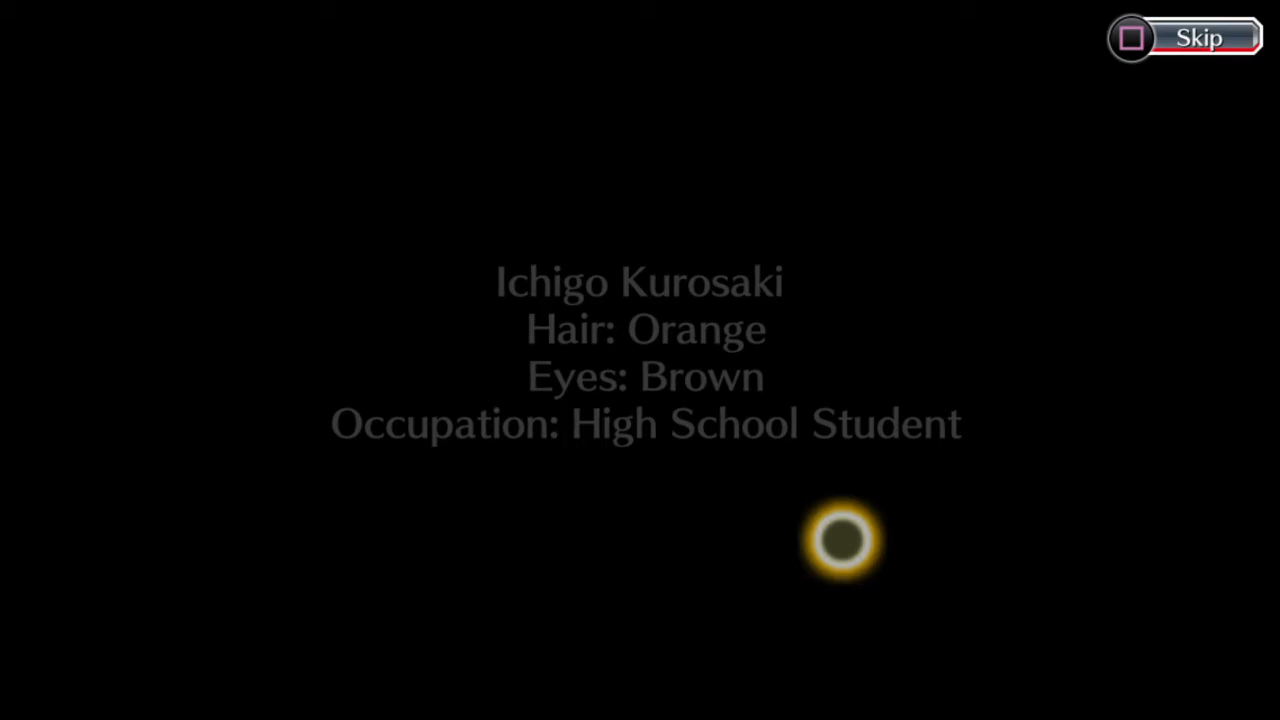 Skip
Ichigo Kurosaki
Hair: Orange
Eyes: Brown
Occupation: High School Student